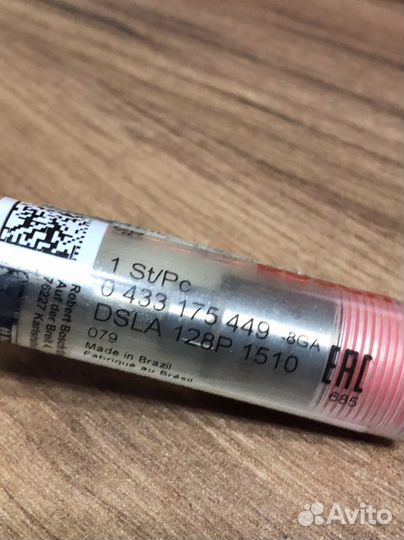 1 St/Pc
0 433 175 449 .8GA
DSLA 128P 1510
079
Made in Brazil
Fabriqué au Brésil
Robert Bosch
Auf der Breit
76227 Karlsruhe
EAC
685
Avito